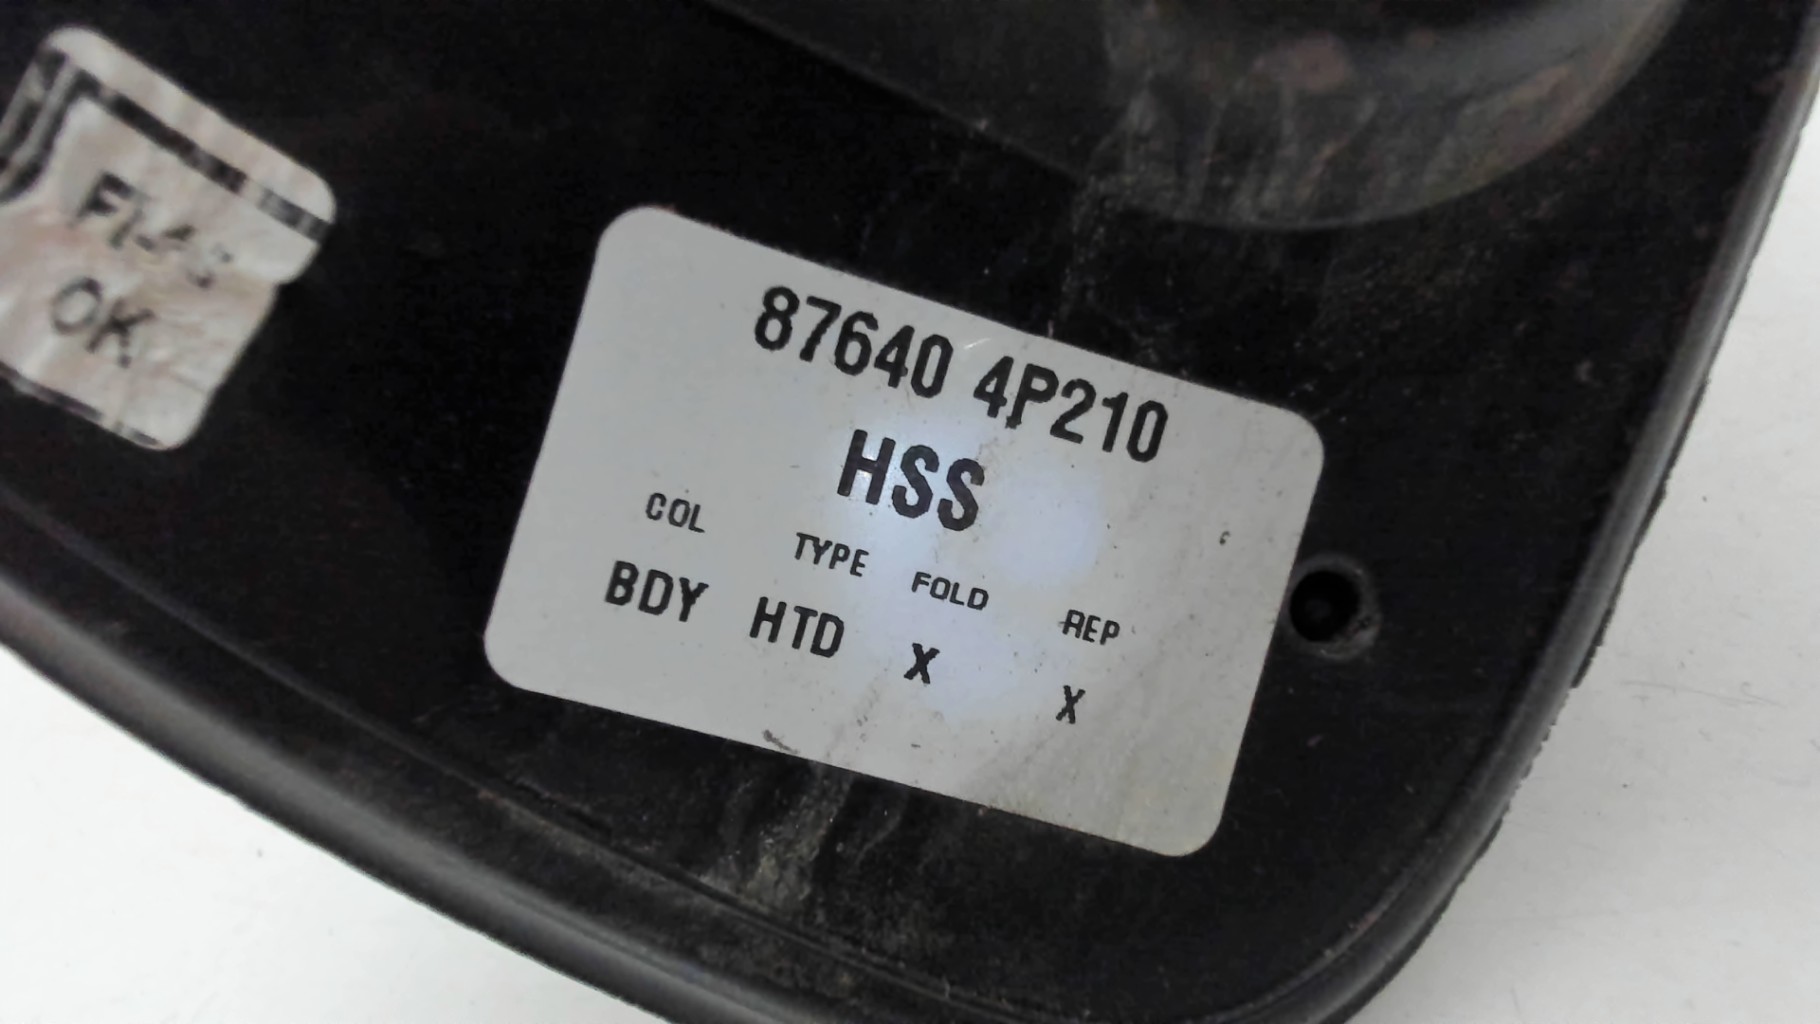 OK
87640 4P210
HSS
COL TYPE FOLD REP
BDY HTD X X